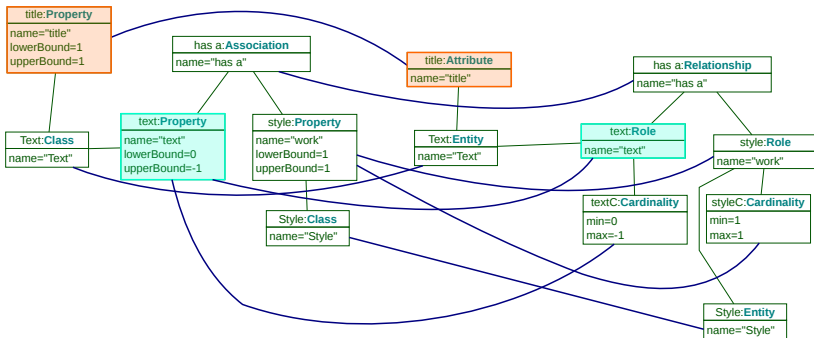 title:Property
name="title"
lowerBound=1
upperBound=1
has a:Association
name="has a"
title:Attribute
name="title"
has a:Relationship
name="has a"
Text:Class
name="Text"
text:Property
name="text"
lowerBound=0
upperBound=-1
style:Property
name="work"
lowerBound=1
upperBound=1
Text:Entity
name="Text"
text:Role
name="text"
style:Role
name="work"
Style:Class
name="Style"
textC:Cardinality
min=0
max=-1
styleC:Cardinality
min=1
max=1
Style:Entity
name="Style"